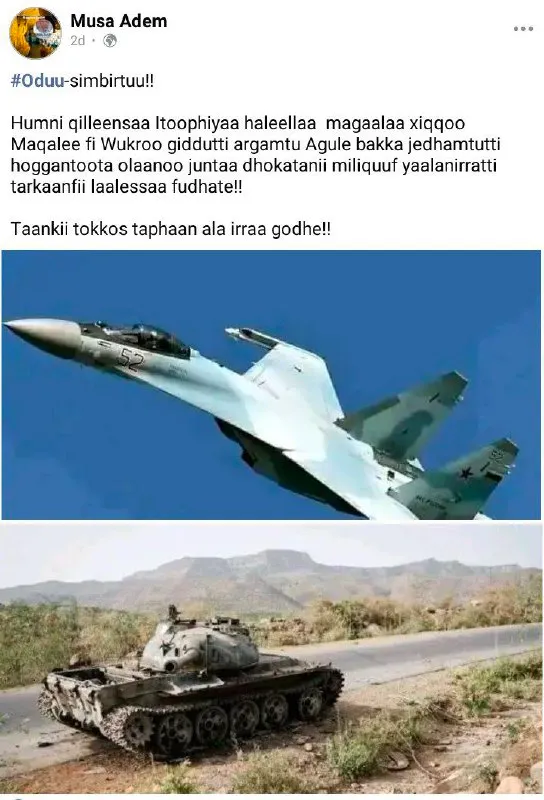 Musa Adem
2d
#Oduu-simbirtuu!!
Humni qilleensaa Itoophiyaa haleellaa magaalaa xiqqoo
Maqalee fi Wukroo giddutti argamtu Agule bakka jedhamtutti
hoggantoota olaanoo juntaa dhokatanii miliquuf yaalanirratti
tarkaanfii laalessaa fudhate!!
Taankii tokkos taphaan ala irraa godhe!!
52